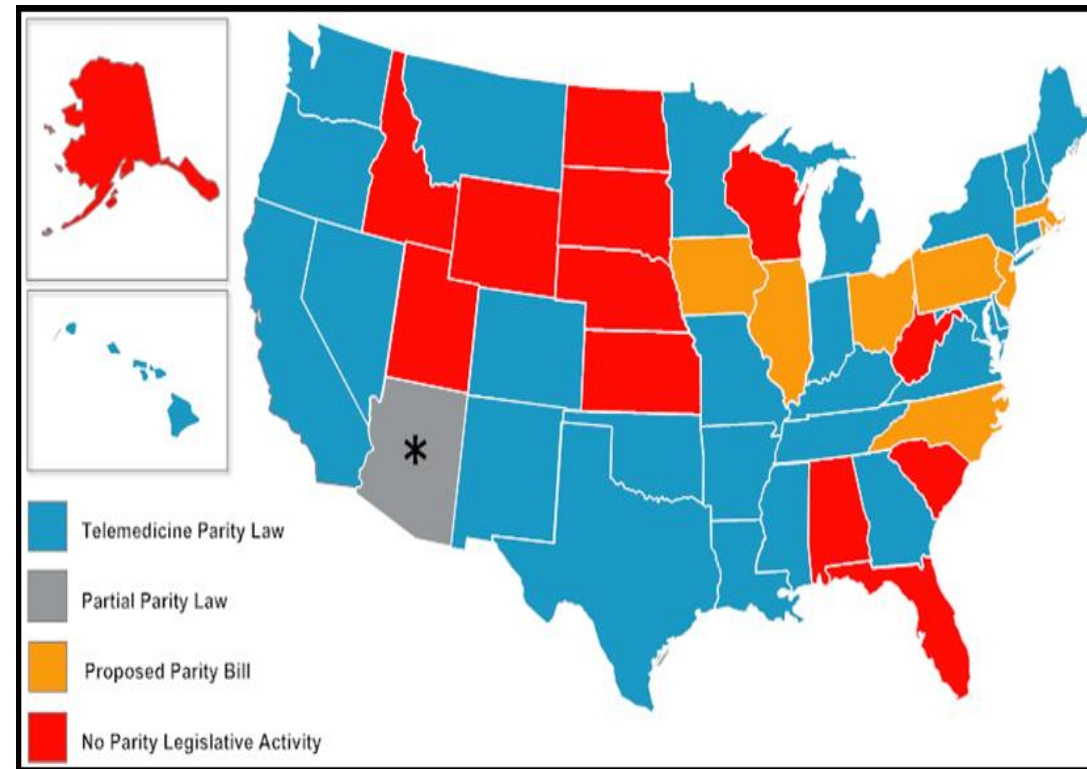 *
Telemedicine Parity Law
Partial Parity Law
Proposed Parity Bill
No Parity Legislative Activity